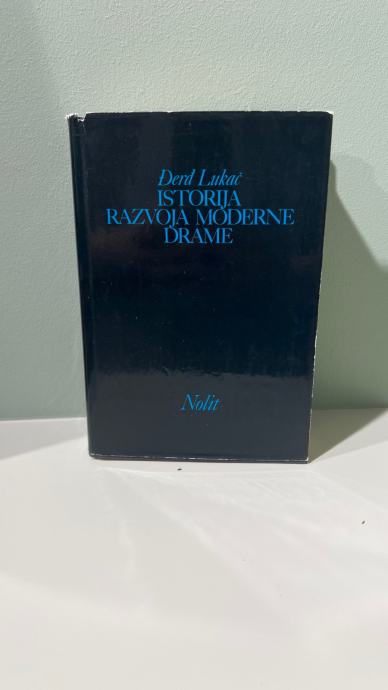 Đerđ Lukač
ISTORIJA
RAZVOJA MODERNE
DRAME
Nolit